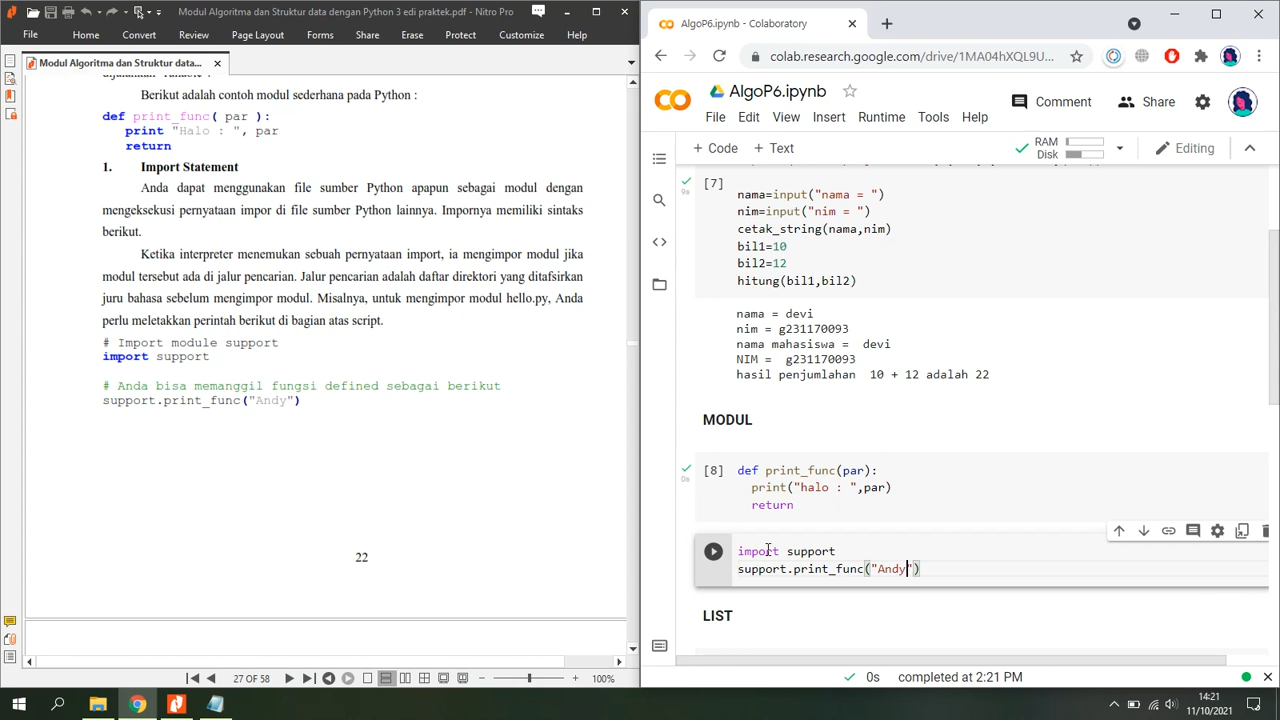 Modul Algoritma dan Struktur data dengan Python 3 edi praktek.pdf - Nitro Pro
File
Home
Convert
Review
Page Layout
Forms
Share
Erase
Protect
Customize
Help
Modul Algoritma dan Struktur data...
Berikut adalah contoh modul sederhana pada Python :
def print_func( par ):
print "Halo : ", par
return
1. Import Statement
Anda dapat menggunakan file sumber Python apapun sebagai modul dengan
mengeksekusi pernyataan impor di file sumber Python lainnya. Impornya memiliki sintaks
berikut.
Ketika interpreter menemukan sebuah pernyataan import, ia mengimpor modul jika
modul tersebut ada di jalur pencarian. Jalur pencarian adalah daftar direktori yang ditafsirkan
juru bahasa sebelum mengimpor modul. Misalnya, untuk mengimpor modul hello.py, Anda
perlu meletakkan perintah berikut di bagian atas script.
# Import module support
import support
# Anda bisa memanggil fungsi defined sebagai berikut
support.print_func("Andy")
22
27 OF 58
100%
AlgoP6.ipynb - Colaboratory
colab.research.google.com/drive/1MA04hXQL9U...
AlgoP6.ipynb
Comment
Share
File Edit View Insert Runtime Tools Help
+ Code + Text
RAM
Disk
Editing
[7]
9s
nama=input("nama = ")
nim=input("nim = ")
cetak_string(nama,nim)
bil1=10
bil2=12
hitung(bil1,bil2)
nama = devi
nim = g231170093
nama mahasiswa =  devi
NIM =  g231170093
hasil penjumlahan  10 + 12 adalah 22
MODUL
[8] def print_func(par):
0s
print("halo : ",par)
return
import support
support.print_func("Andy")
LIST
0s completed at 2:21 PM
14:21
11/10/2021